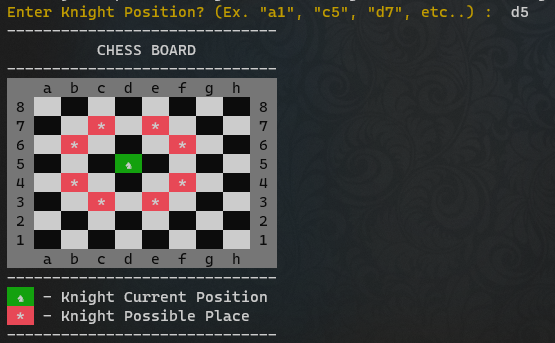 Enter Knight Position? (Ex. "a1", "c5", "d7", etc..) : d5
------------------------------
CHESS BOARD
------------------------------
a b c d e f g h
8 8
7 * * 7
6 * * 6
5 ♞ 5
4 * * 4
3 * * 3
2 2
1 1
a b c d e f g h
------------------------------
♞ - Knight Current Position
* - Knight Possible Place
------------------------------